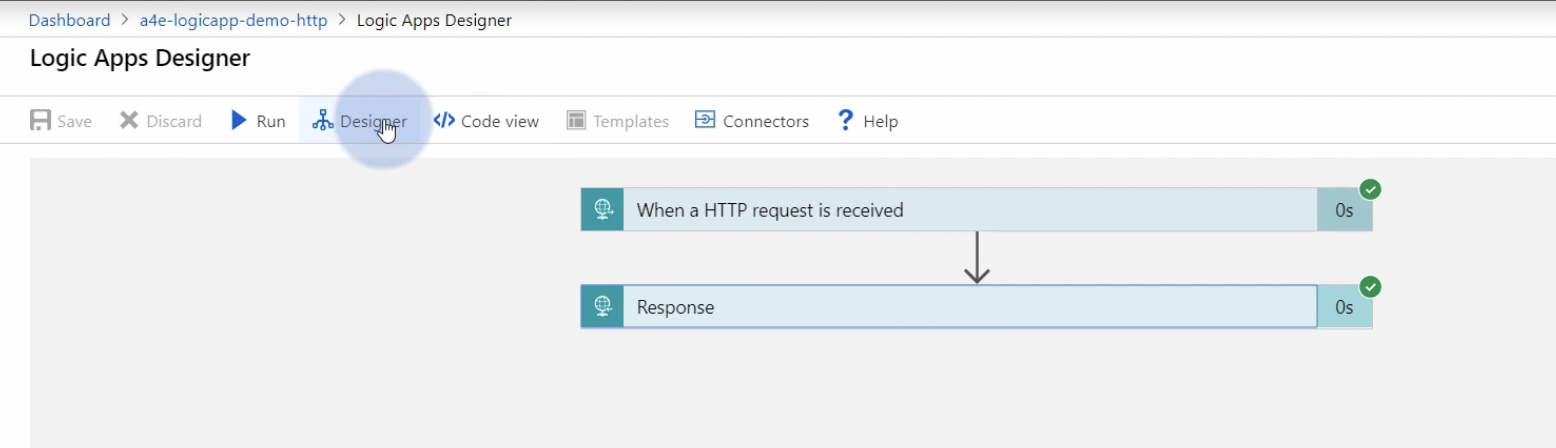 Dashboard > a4e-logicapp-demo-http > Logic Apps Designer
Logic Apps Designer
Save Discard Run Designer </> Code view Templates Connectors ? Help
When a HTTP request is received 0s
Response 0s